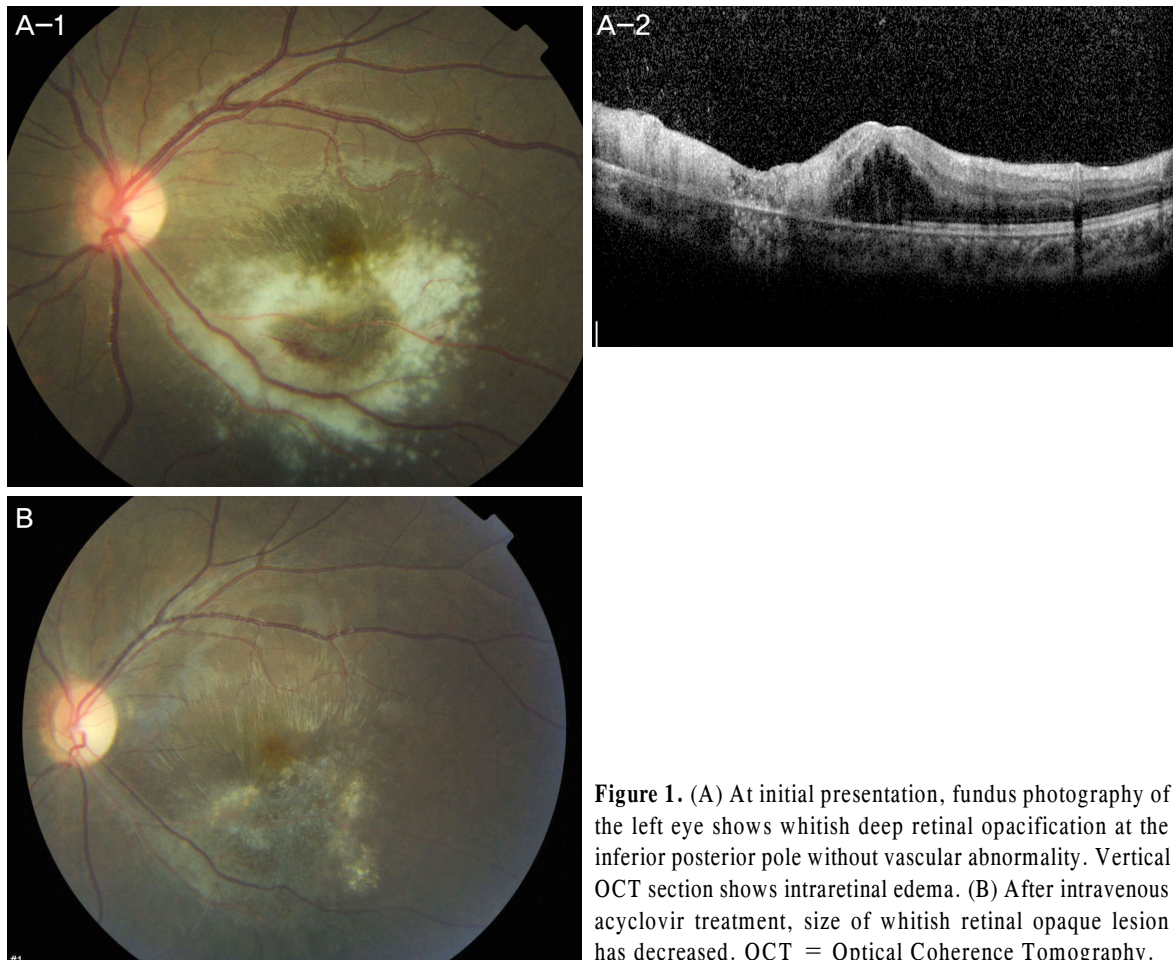 A-1
A-2
B
#1
Figure 1. (A) At initial presentation, fundus photography of
the left eye shows whitish deep retinal opacification at the
inferior posterior pole without vascular abnormality. Vertical
OCT section shows intraretinal edema. (B) After intravenous
acyclovir treatment, size of whitish retinal opaque lesion
has decreased. OCT = Optical Coherence Tomography.